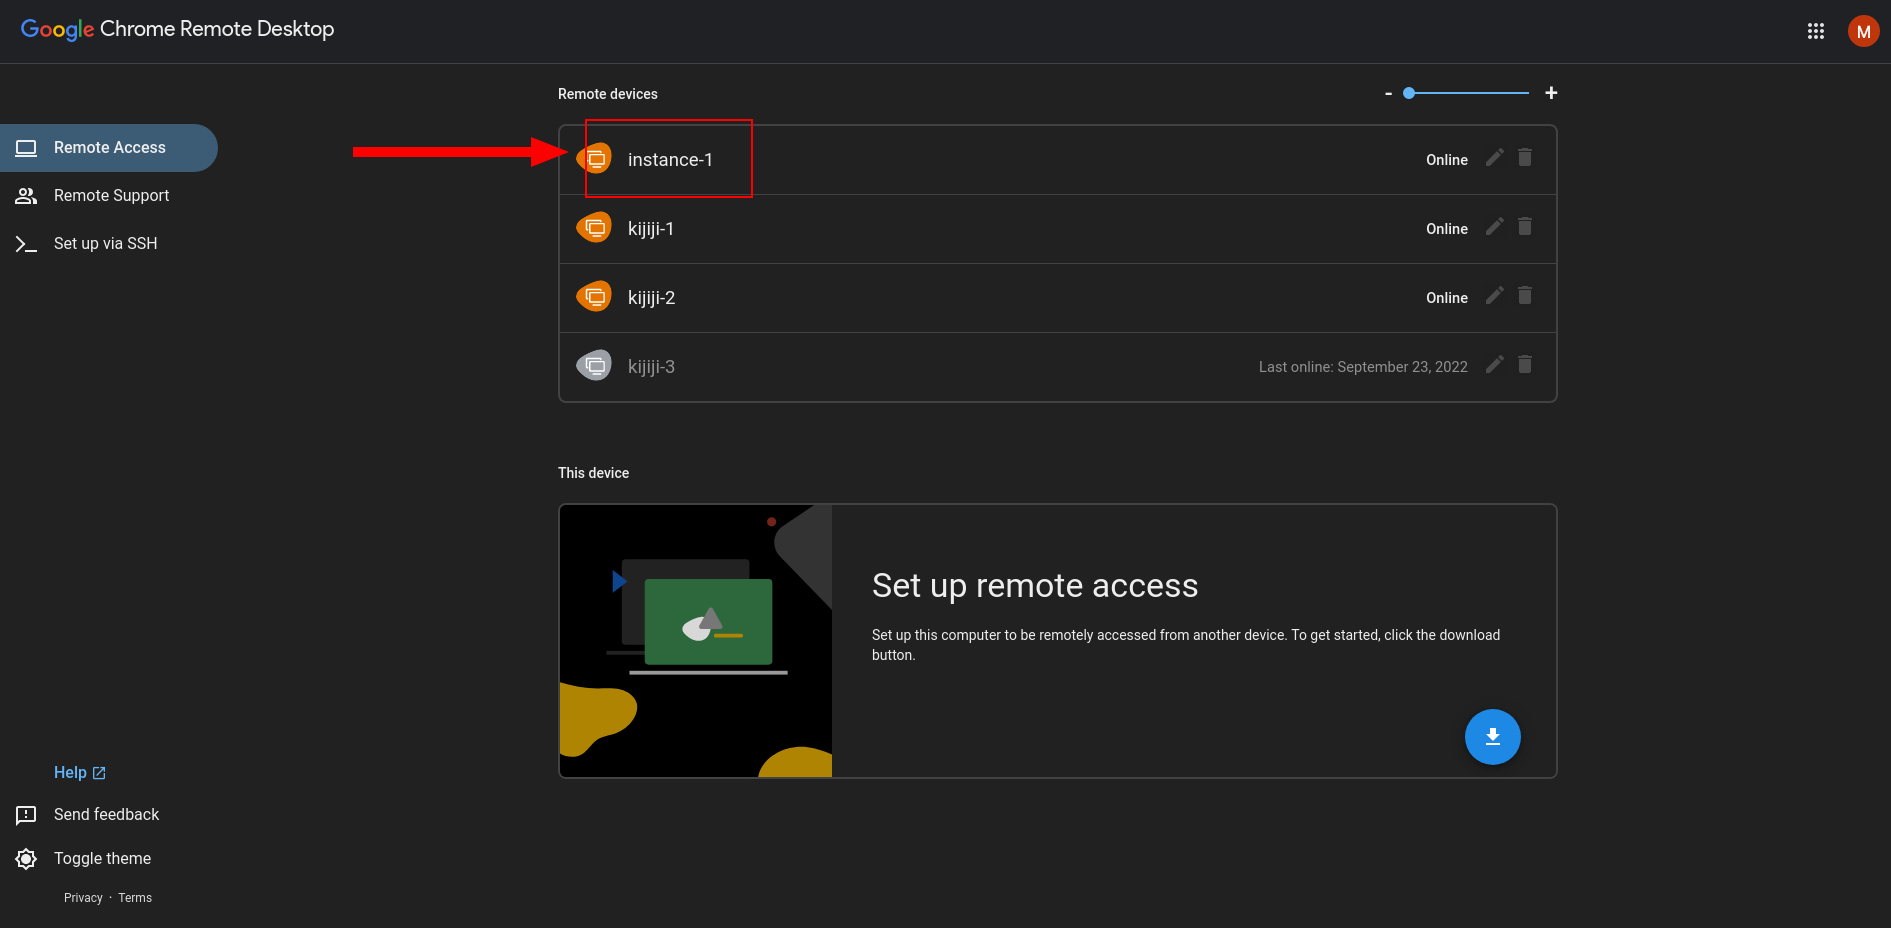 Google Chrome Remote Desktop
M
Remote devices
- +
Remote Access
Remote Support
Set up via SSH
instance-1 Online
kijiji-1 Online
kijiji-2 Online
kijiji-3 Last online: September 23, 2022
This device
Set up remote access
Set up this computer to be remotely accessed from another device. To get started, click the download
button.
Help
Send feedback
Toggle theme
Privacy · Terms